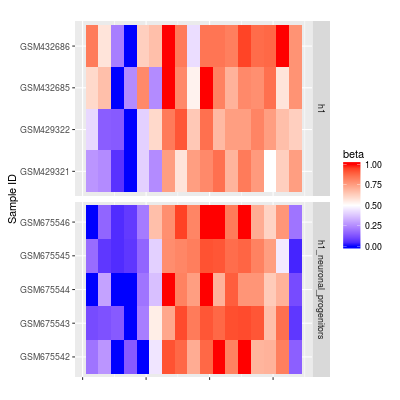 GSM432686
GSM432685
GSM429322
GSM429321
h1
GSM675546
GSM675545
GSM675544
GSM675543
GSM675542
h1_neuronal_progenitors
Sample ID
beta
1.00
0.75
0.50
0.25
0.00